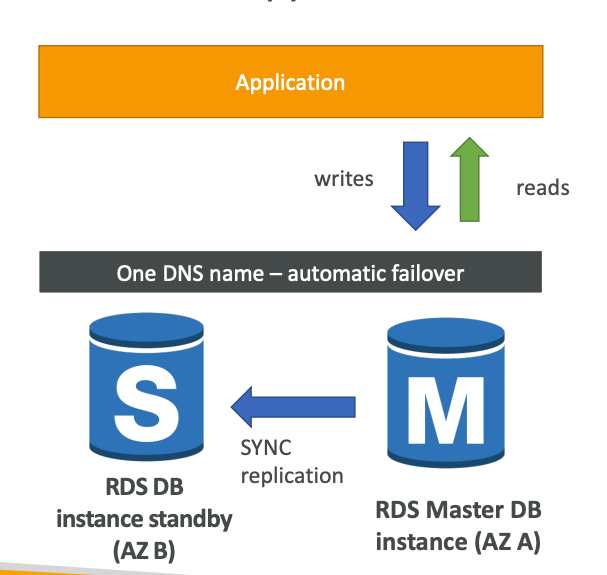 Application
writes
reads
One DNS name – automatic failover
S
M
SYNC
replication
RDS DB
instance standby
(AZ B)
RDS Master DB
instance (AZ A)